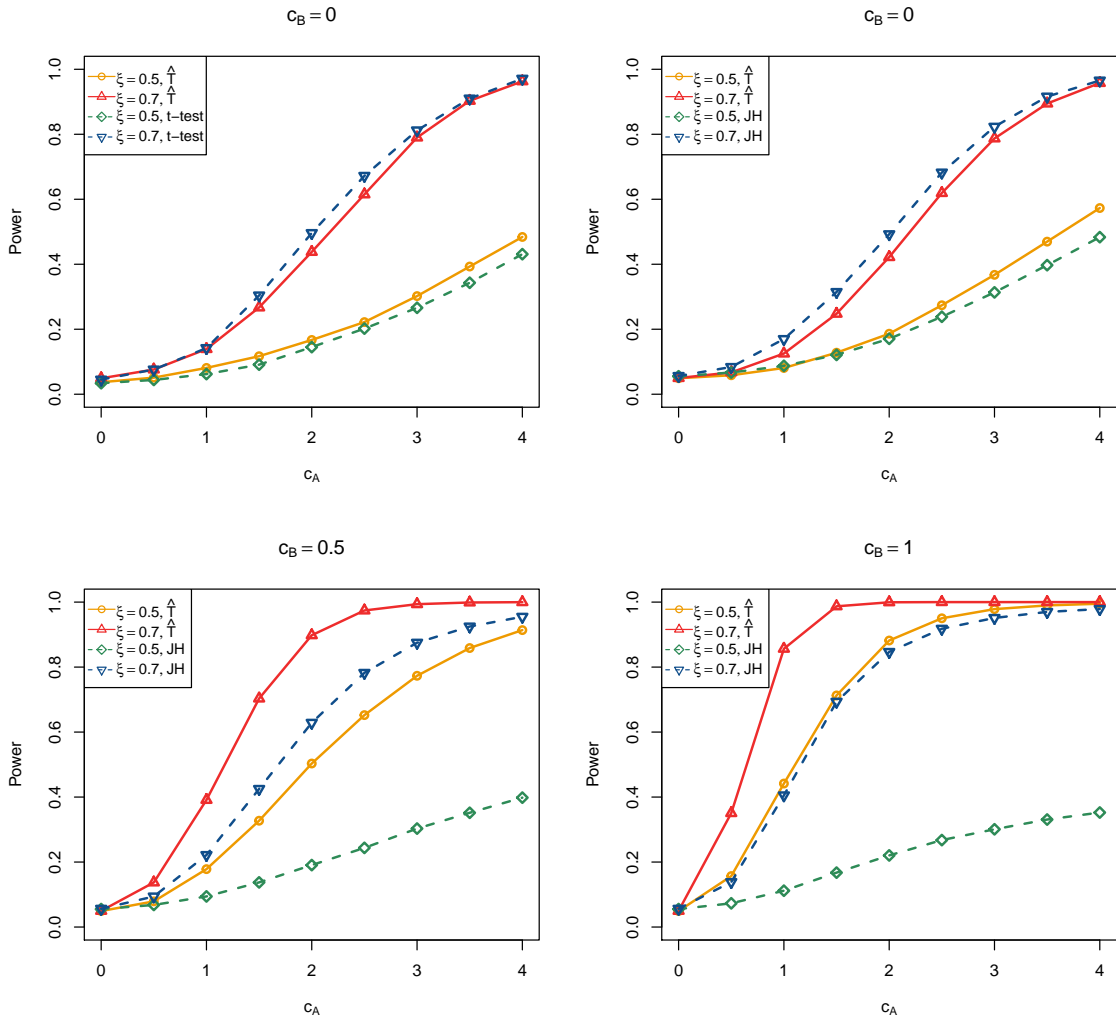 c_B = 0
ξ = 0.5, T̂
ξ = 0.7, T̂
ξ = 0.5, t−test
ξ = 0.7, t−test
Power
0.0 0.2 0.4 0.6 0.8 1.0
0 1 2 3 4
c_A
c_B = 0
ξ = 0.5, T̂
ξ = 0.7, T̂
ξ = 0.5, JH
ξ = 0.7, JH
Power
0.0 0.2 0.4 0.6 0.8 1.0
0 1 2 3 4
c_A
c_B = 0.5
ξ = 0.5, T̂
ξ = 0.7, T̂
ξ = 0.5, JH
ξ = 0.7, JH
Power
0.0 0.2 0.4 0.6 0.8 1.0
0 1 2 3 4
c_A
c_B = 1
ξ = 0.5, T̂
ξ = 0.7, T̂
ξ = 0.5, JH
ξ = 0.7, JH
Power
0.0 0.2 0.4 0.6 0.8 1.0
0 1 2 3 4
c_A